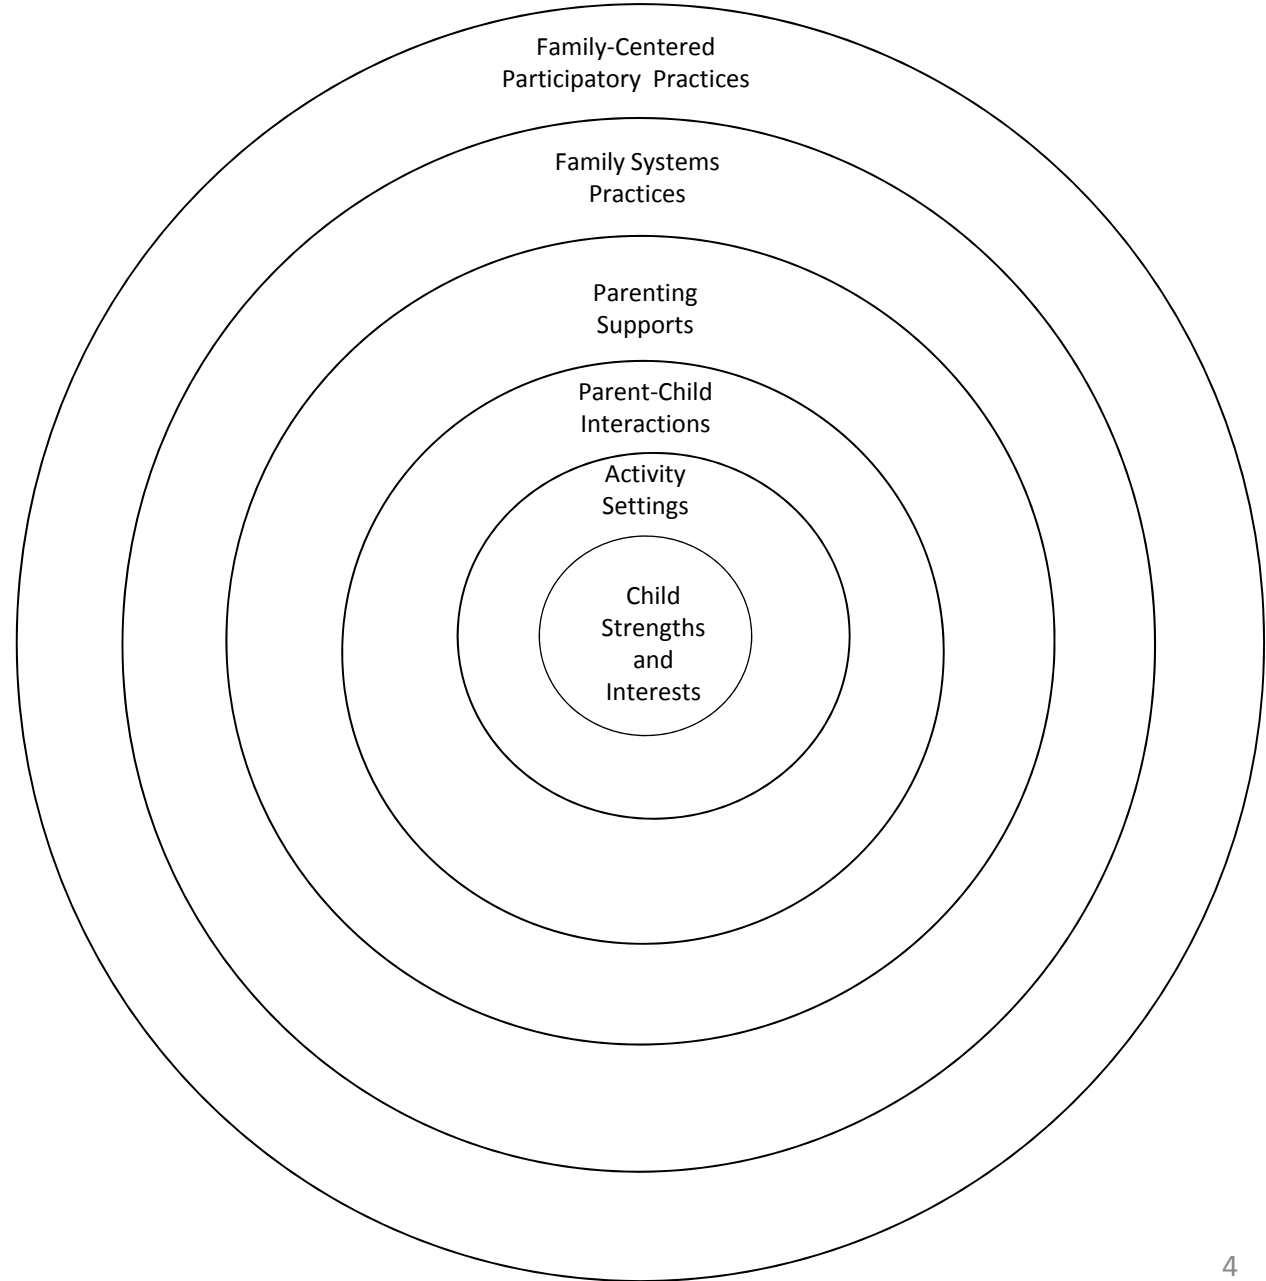 Family-Centered
Participatory Practices
Family Systems
Practices
Parenting
Supports
Parent-Child
Interactions
Activity
Settings
Child
Strengths
and
Interests
4